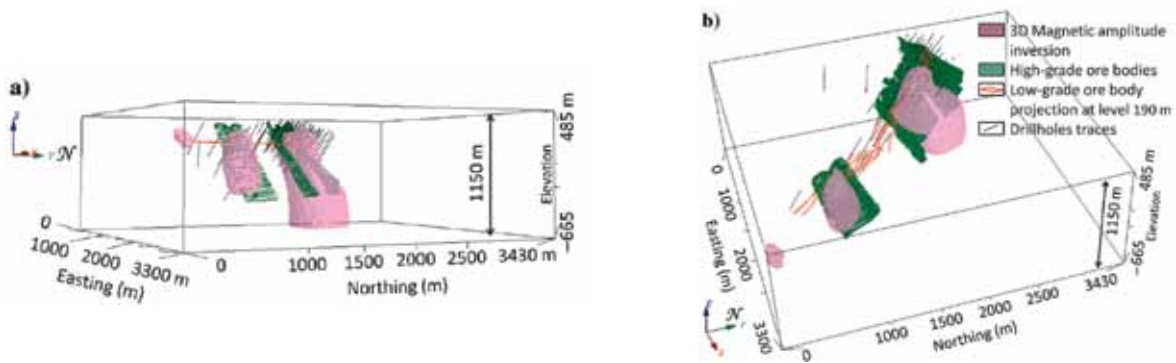 a)
485 m
1150 m
Elevation
−665
N
0
1000
2000
3300 m
Easting (m)
0
1000
1500
2000
2500
3430 m
Northing (m)
b)
3D Magnetic amplitude
inversion
High-grade ore bodies
Low-grade ore body
projection at level 190 m
Drillholes traces
485 m
1150 m
Elevation
−665
0
1000
2000
3300
Easting (m)
N
0
1000
1500
2000
2500
3430
Northing (m)